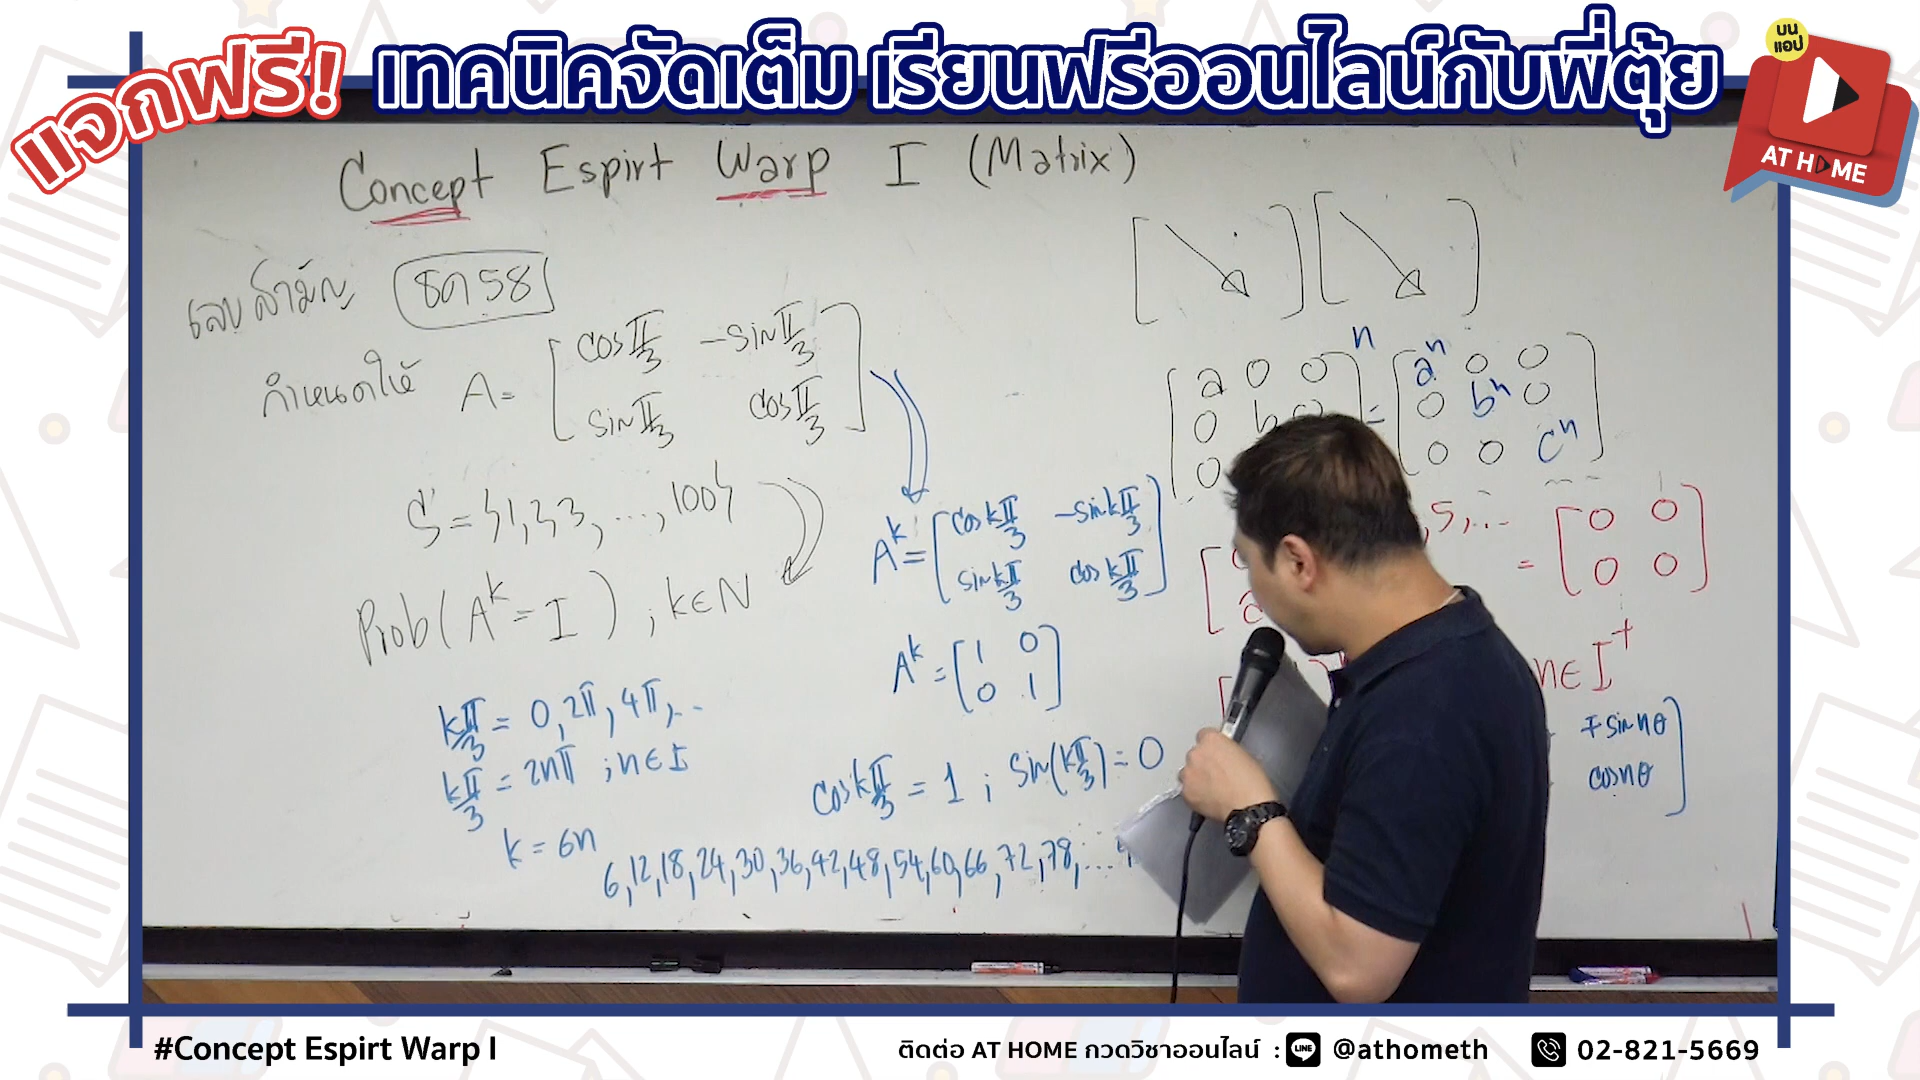 แจกฟรี! เทคนิคจัดเต็ม เรียนฟรีออนไลน์กับพี่ตุ้ย
บน
แอป
AT HOME
Concept Espirt Warp I (Matrix)
เลขสามัญ ธค 58
กำหนดให้ A = [cos π/3 -sin π/3
sin π/3 cos π/3]
S = {1,2,3,...,100}
Prob(A^k = I) ; k∈N
kπ/3 = 0, 2π, 4π,..
kπ/3 = 2nπ ; n∈I
k = 6n
A^k = [cos kπ/3 -sin kπ/3
sin kπ/3 cos kπ/3]
A^k = [1 0
0 1]
cos kπ/3 = 1 ; sin(kπ/3) = 0
6,12,18,24,30,36,42,48,54,60,66,72,78,...
[a 0 0
0 b
0 ]^n = [a^n 0 0
0 b^n 0
0 0 c^n]
,5,... = [0 0
0 0]
n∈I^+
∓sin nθ
cos nθ]
#Concept Espirt Warp I
ติดต่อ AT HOME กวดวิชาออนไลน์ : LINE @athometh 02-821-5669